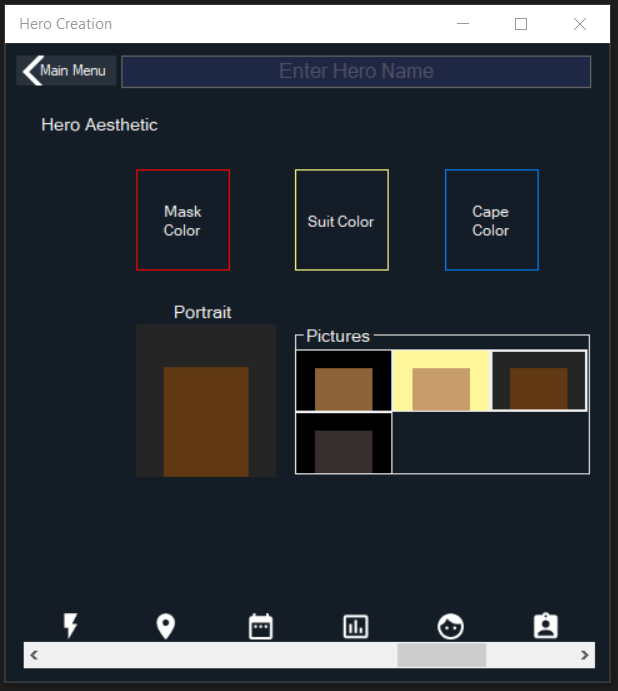 Hero Creation
Main Menu
Enter Hero Name
Hero Aesthetic
Mask
Color
Suit Color
Cape
Color
Portrait
Pictures